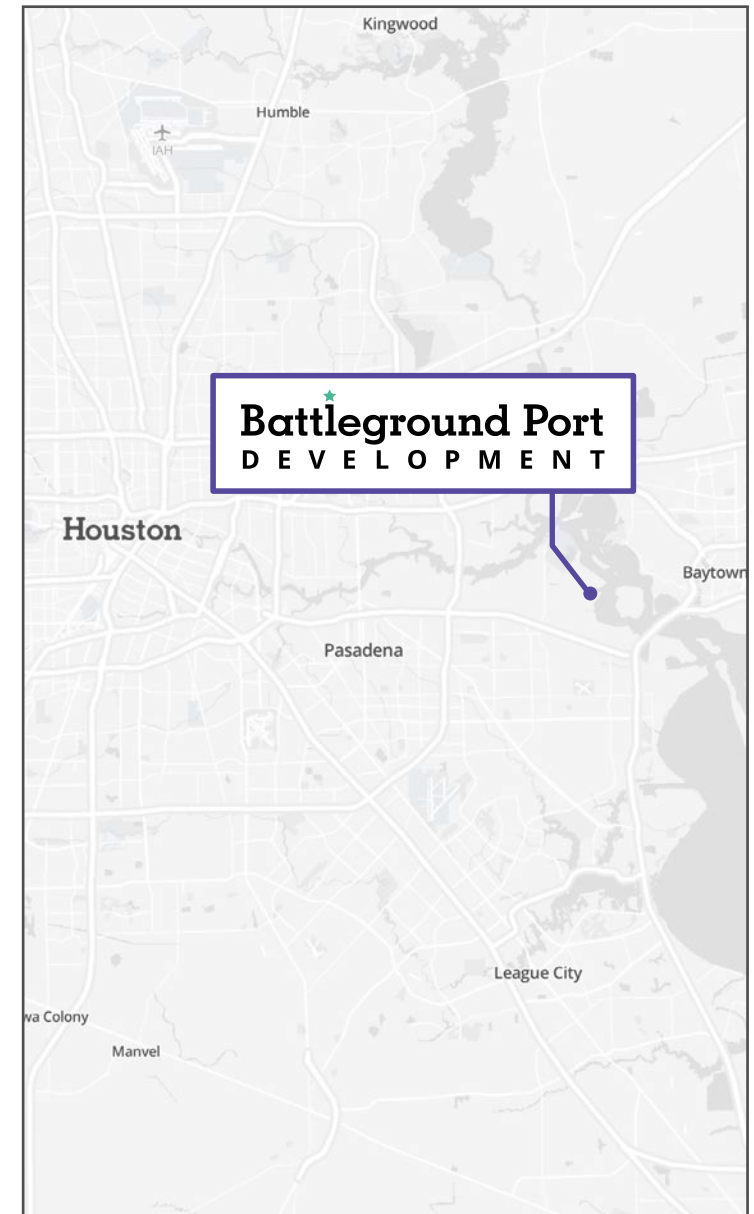 Kingwood
Humble
IAH
Battleground Port
DEVELOPMENT
Houston
Baytown
Pasadena
League City
wa Colony
Manvel